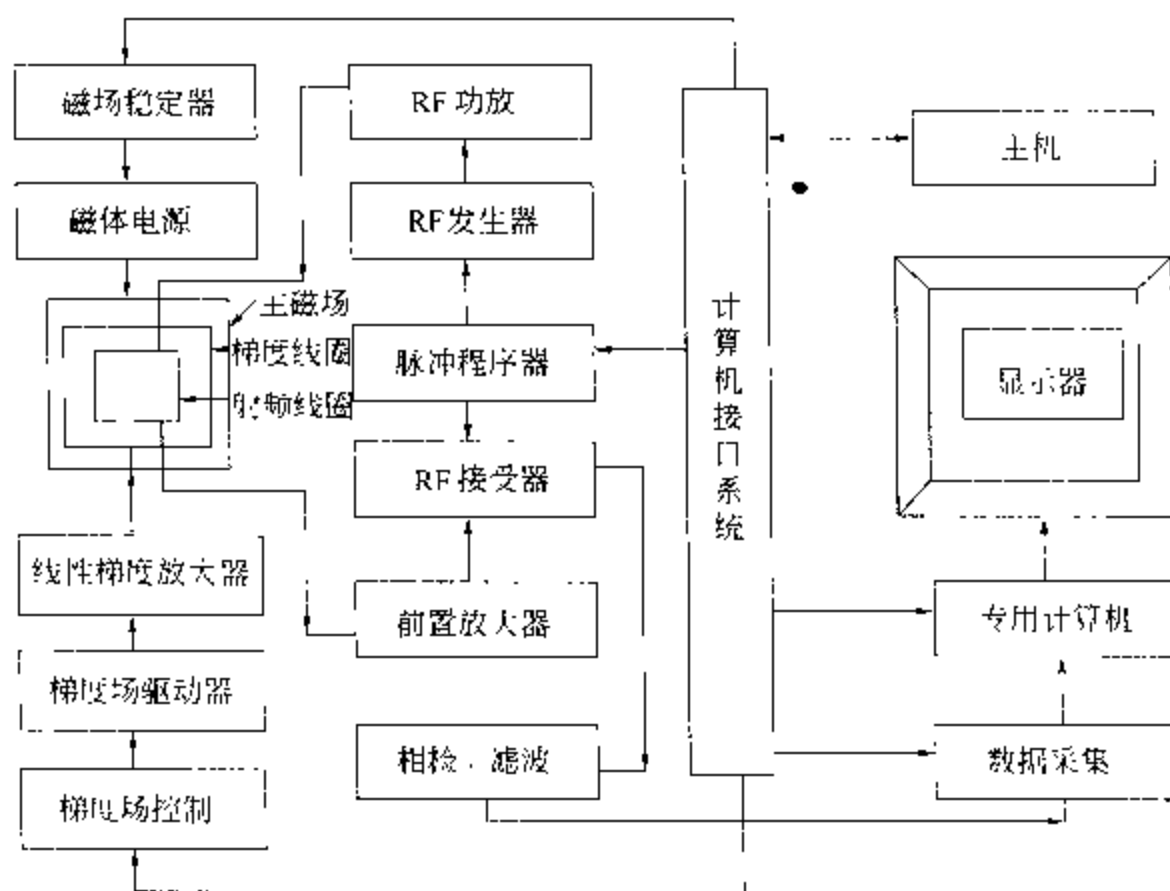 磁场稳定器
RF 功放
主机
磁体电源
RF发生器
主磁场
梯度线圈
射频线圈
脉冲程序器
计算机接口系统
显示器
RF 接受器
线性梯度放大器
前置放大器
专用计算机
梯度场驱动器
相检、滤波
数据采集
梯度场控制